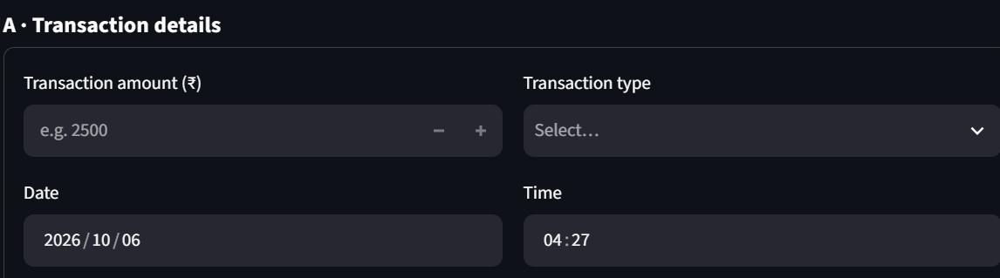 A · Transaction details
Transaction amount (₹)
Transaction type
e.g. 2500
Select...
Date
Time
2026/10/06
04:27